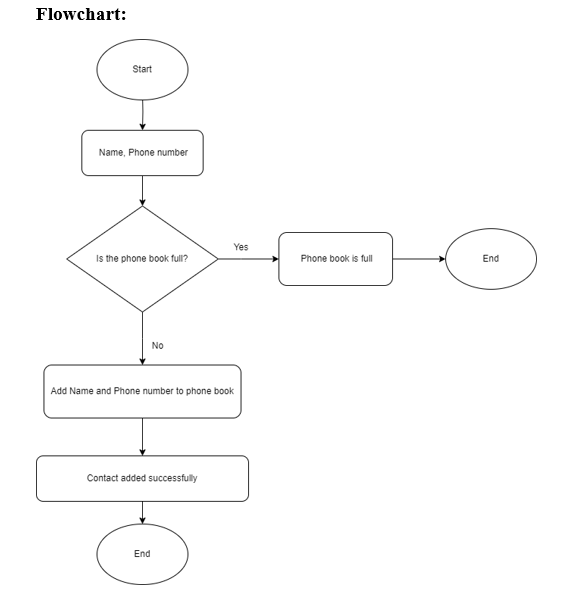 Flowchart:
Start
Name, Phone number
Is the phone book full?
Yes
Phone book is full
End
No
Add Name and Phone number to phone book
Contact added successfully
End